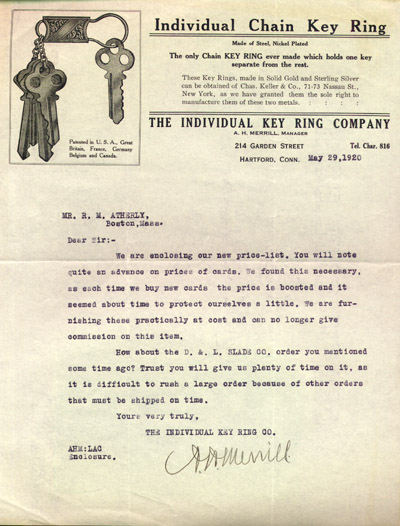 Individual Chain Key Ring
Made of Steel, Nickel Plated
The only Chain KEY RING ever made which holds one key
separate from the rest.
These Key Rings, made in Solid Gold and Sterling Silver
can be obtained of Chas. Keller & Co., 71-73 Nassau St.,
New York, as we have granted them the sole right to
manufacture them of these two metals. : : : :
Patented in U. S. A., Great
Britain, France, Germany
Belgium and Canada.
THE INDIVIDUAL KEY RING COMPANY
A. H. MERRILL, MANAGER
214 GARDEN STREET Tel. Char. 816
HARTFORD, CONN. May 29,1920
MR. R. M. ATHERLY,
Boston,Mass.
Dear Sir:-
We are enclosing our new price-list. You will note
quite an advance on prices of cards. We found this necessary,
as each time we buy new cards the price is boosted and it
seemed about time to protect ourselves a little. We are fur-
nishing these practically at cost and can no longer give
commission on this item.
How about the D. & L. SLADE CO. order you mentioned
some time ago? Trust you will give us plenty of time on it, as
it is difficult to rush a large order because of other orders
that must be shipped on time.
Yours very truly,
THE INDIVIDUAL KEY RING CO.
AHM:LAC
Enclosure.
A.H.Merrill